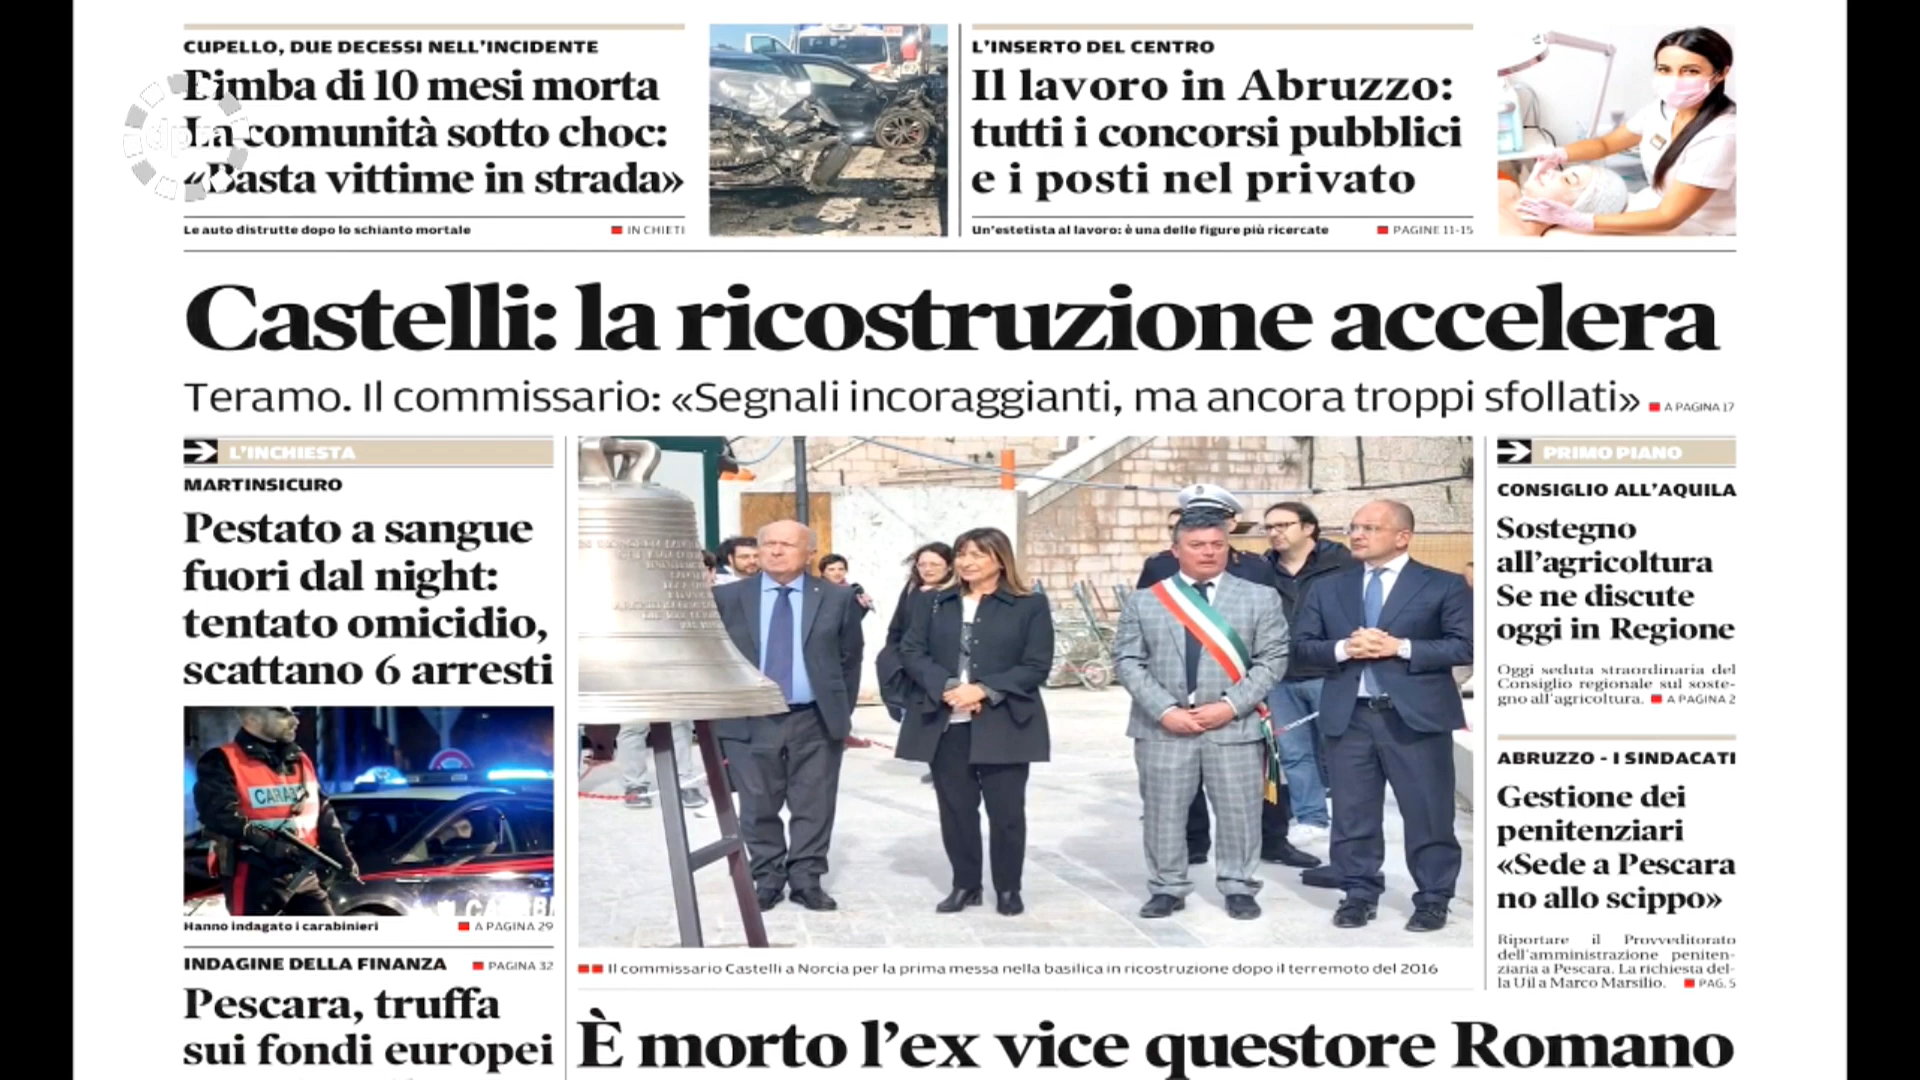 CUPELLO, DUE DECESSI NELL'INCIDENTE
Bimba di 10 mesi morta
La comunità sotto choc:
«Basta vittime in strada»
Le auto distrutte dopo lo schianto mortale
IN CHIETI
L'INSERTO DEL CENTRO
Il lavoro in Abruzzo:
tutti i concorsi pubblici
e i posti nel privato
Un'estetista al lavoro: è una delle figure più ricercate
PAGINE 11-15
Castelli: la ricostruzione accelera
Teramo. Il commissario: «Segnali incoraggianti, ma ancora troppi sfollati»
A PAGINA 17
L'INCHIESTA
MARTINSICURO
Pestato a sangue
fuori dal night:
tentato omicidio,
scattano 6 arresti
Hanno indagato i carabinieri
A PAGINA 29
INDAGINE DELLA FINANZA
PAGINA 32
Pescara, truffa
sui fondi europei
Il commissario Castelli a Norcia per la prima messa nella basilica in ricostruzione dopo il terremoto del 2016
È morto l'ex vice questore Romano
PRIMO PIANO
CONSIGLIO ALL'AQUILA
Sostegno
all'agricoltura
Se ne discute
oggi in Regione
Oggi seduta straordinaria del
Consiglio regionale sul soste-
gno all'agricoltura.
A PAGINA 2
ABRUZZO - I SINDACATI
Gestione dei
penitenziari
«Sede a Pescara
no allo scippo»
Riportare il Provveditorato
dell'amministrazione peniten-
ziaria a Pescara. La richiesta del-
la Uil a Marco Marsilio.
PAG. 5